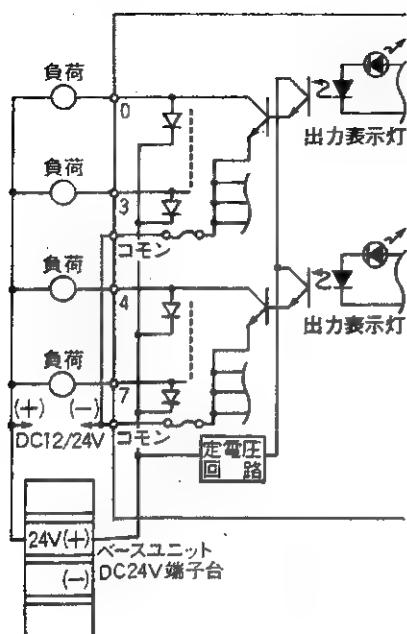 負荷
0
出力表示灯
負荷
3
コモン
負荷
4
出力表示灯
負荷
7
(+) (-)
DC12/24V
コモン
定電圧
回路
24V(+)
ベースユニット
(-)
DC24V端子台